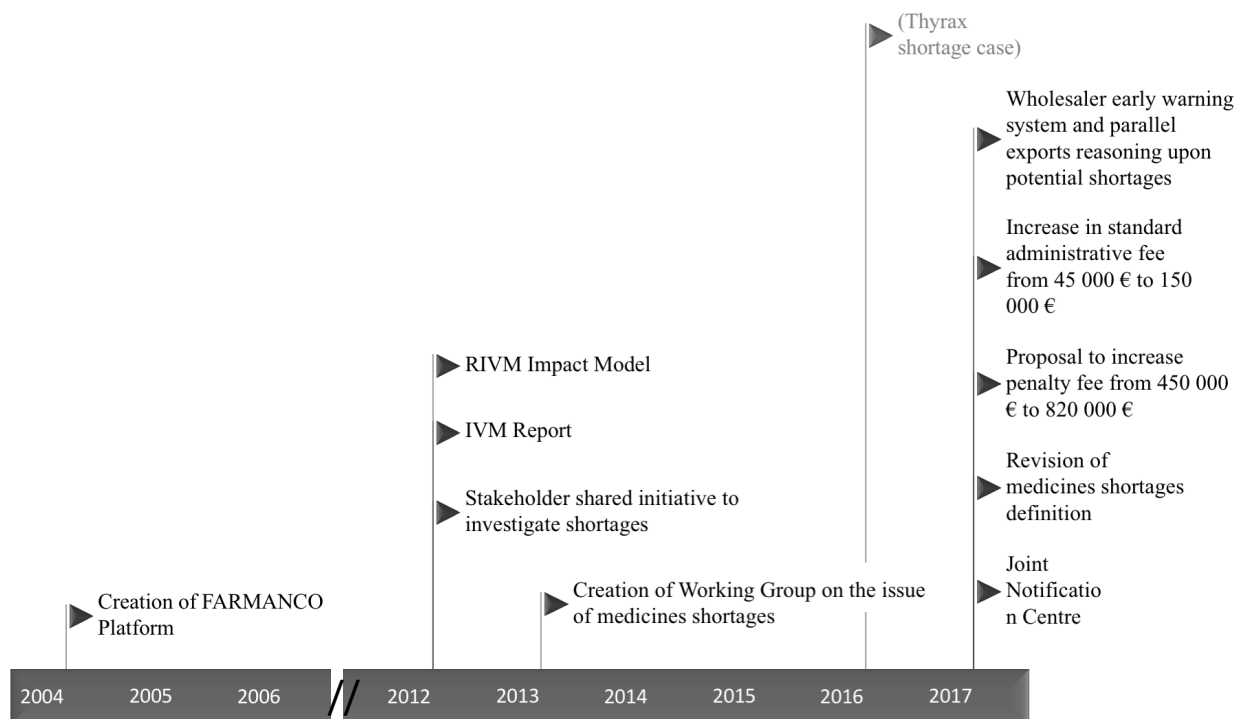 (Thyrax
shortage case)
Wholesaler early warning
system and parallel
exports reasoning upon
potential shortages
Increase in standard
administrative fee
from 45 000 € to 150
000 €
Proposal to increase
penalty fee from 450 000
€ to 820 000 €
Revision of
medicines shortages
definition
Joint
Notificatio
n Centre
RIVM Impact Model
IVM Report
Stakeholder shared initiative to
investigate shortages
Creation of Working Group on the issue
of medicines shortages
Creation of FARMANCO
Platform
2004 2005 2006 // 2012 2013 2014 2015 2016 2017